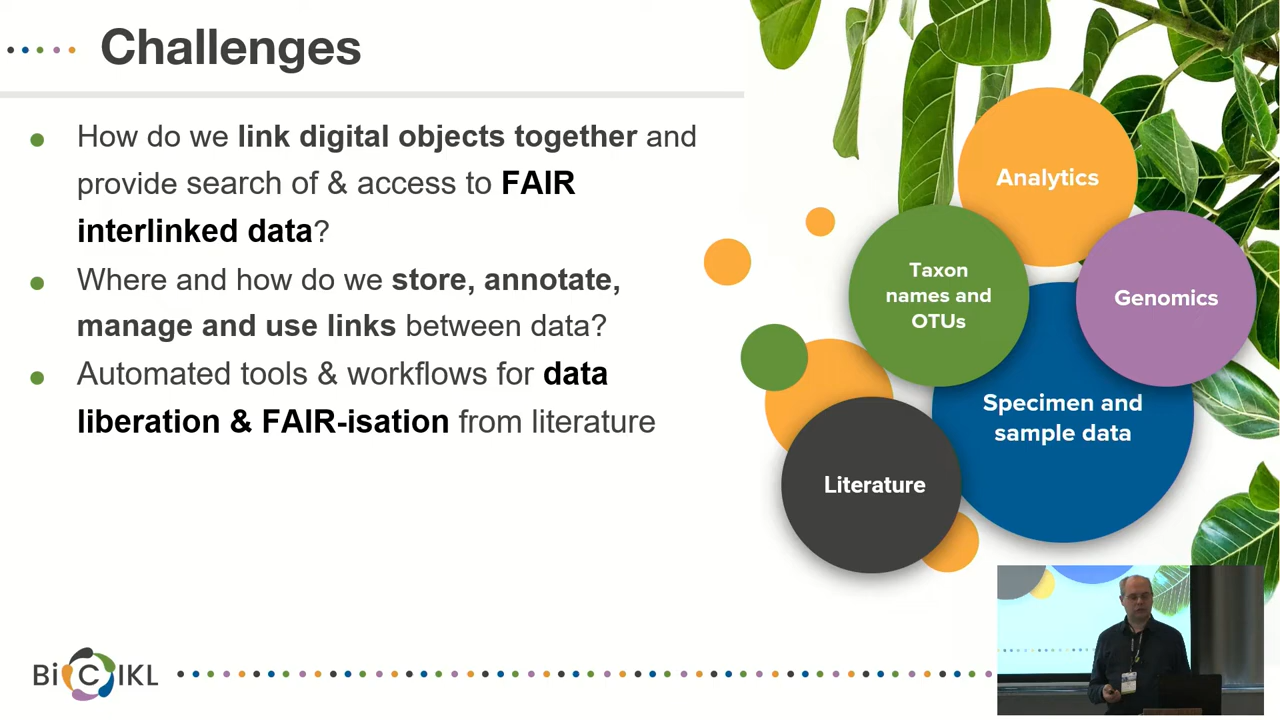 Challenges
How do we link digital objects together and
provide search of & access to FAIR
interlinked data?
Where and how do we store, annotate,
manage and use links between data?
Automated tools & workflows for data
liberation & FAIR-isation from literature
Analytics
Taxon
names and
OTUs
Genomics
Specimen and
sample data
Literature
BiCIKL